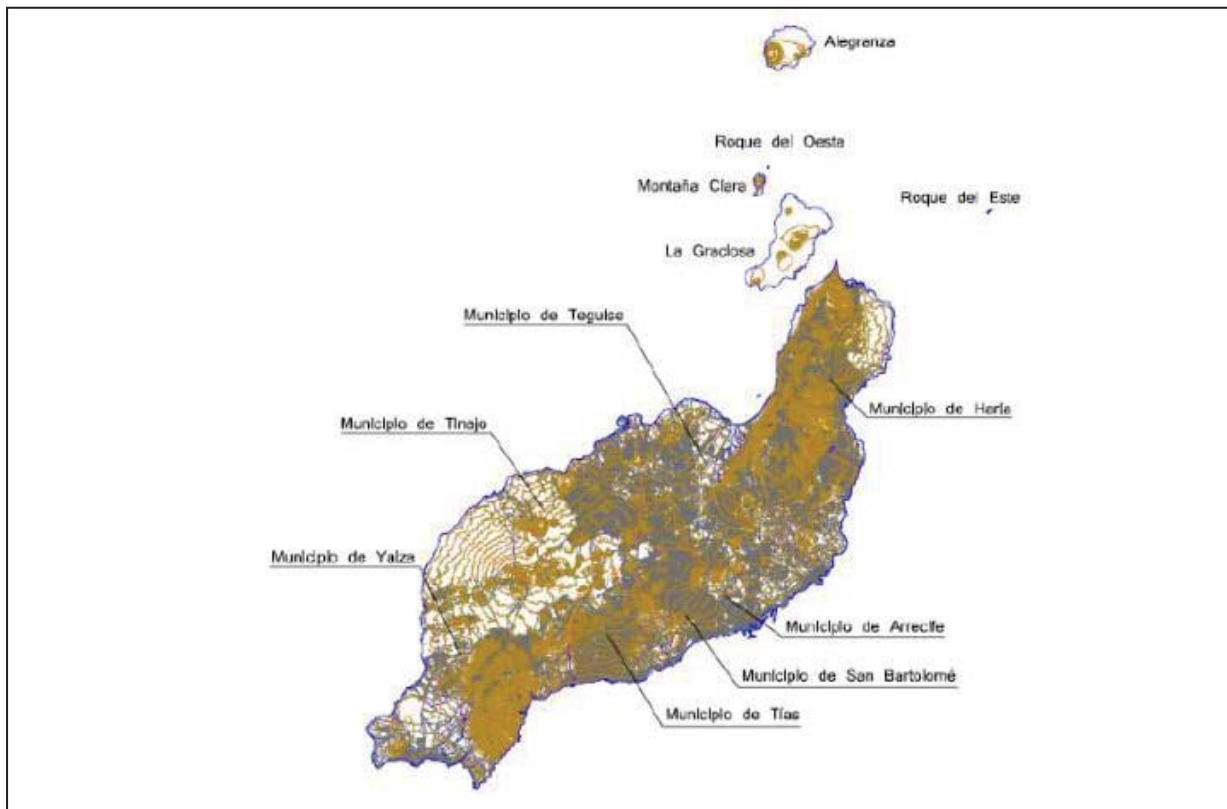 Alegranza
Roque del Oeste
Montaña Clara
Roque del Este
La Graciosa
Municipio de Teguise
Municipio de Haria
Municipio de Tinajo
Municipio de Yaiza
Municipio de Arrecife
Municipio de San Bartolomé
Municipio de Tías